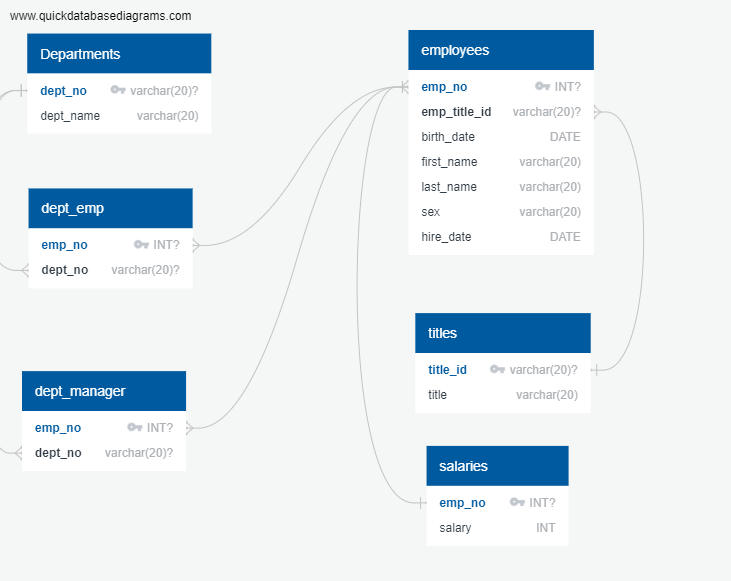 www.quickdatabasediagrams.com
Departments
dept_no varchar(20)?
dept_name varchar(20)
dept_emp
emp_no INT?
dept_no varchar(20)?
dept_manager
emp_no INT?
dept_no varchar(20)?
employees
emp_no INT?
emp_title_id varchar(20)?
birth_date DATE
first_name varchar(20)
last_name varchar(20)
sex varchar(20)
hire_date DATE
titles
title_id varchar(20)?
title varchar(20)
salaries
emp_no INT?
salary INT